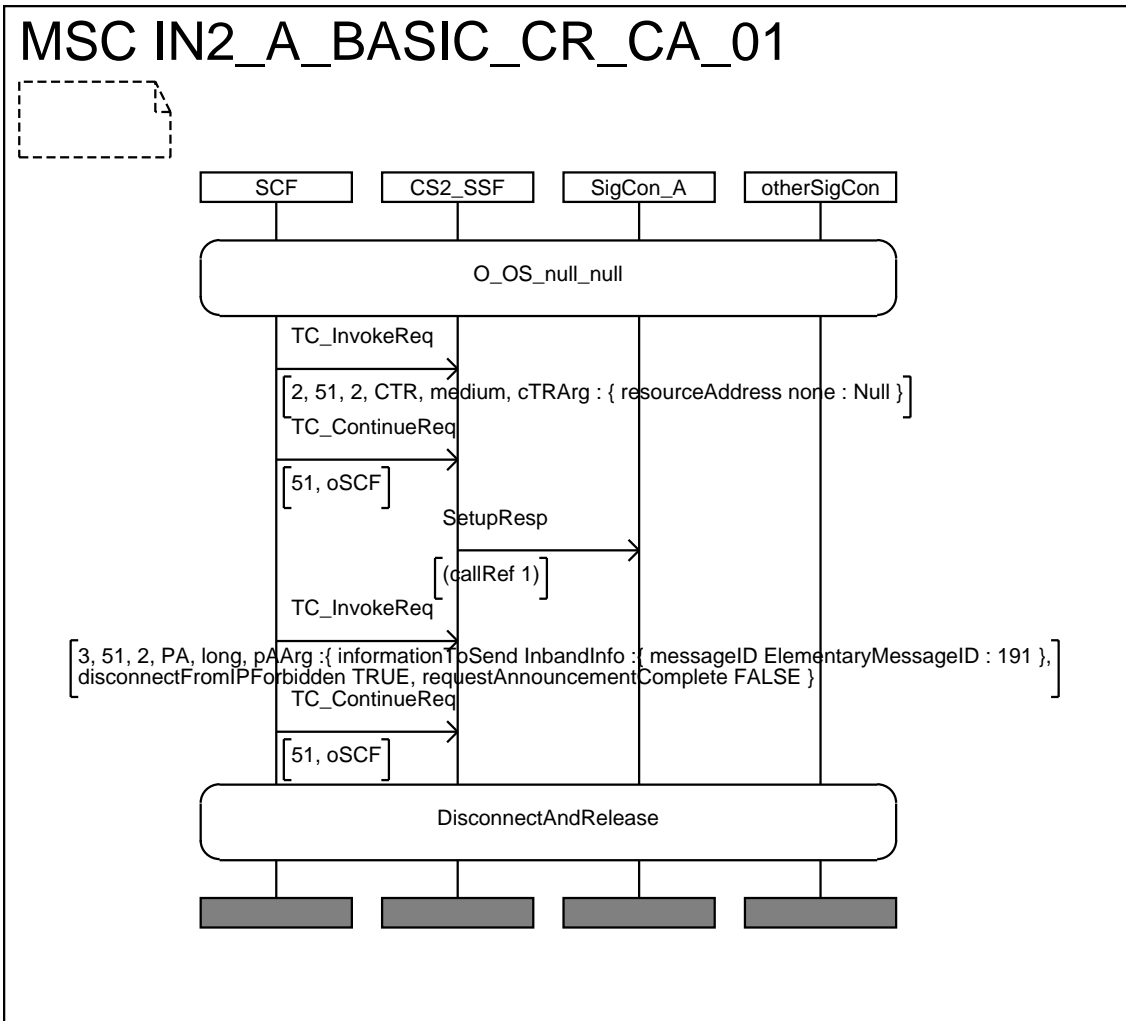 MSC IN2_A_BASIC_CR_CA_01
SCF
CS2_SSF
SigCon_A
otherSigCon
O_OS_null_null
TC_InvokeReq
2, 51, 2, CTR, medium, cTRArg : { resourceAddress none : Null }
TC_ContinueReq
51, oSCF
SetupResp
(callRef 1)
TC_InvokeReq
3, 51, 2, PA, long, pAArg :{ informationToSend InbandInfo :{ messageID ElementaryMessageID : 191 },
disconnectFromIPForbidden TRUE, requestAnnouncementComplete FALSE }
TC_ContinueReq
51, oSCF
DisconnectAndRelease